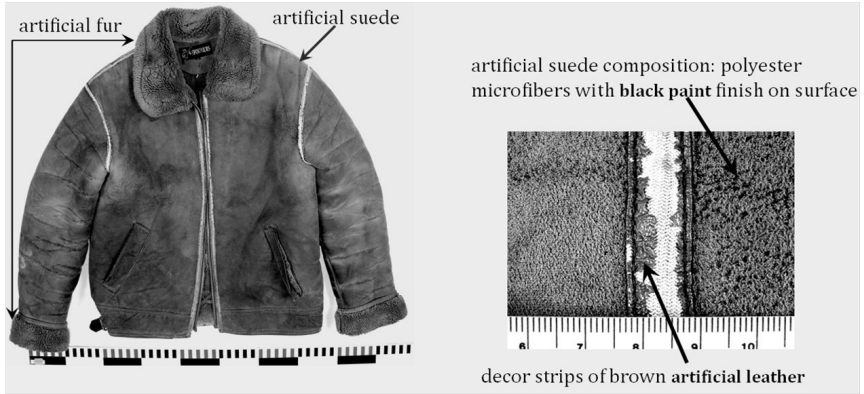 artificial fur
artificial suede
artificial suede composition: polyester
microfibers with black paint finish on surface
6 7 8 9 10
decor strips of brown artificial leather